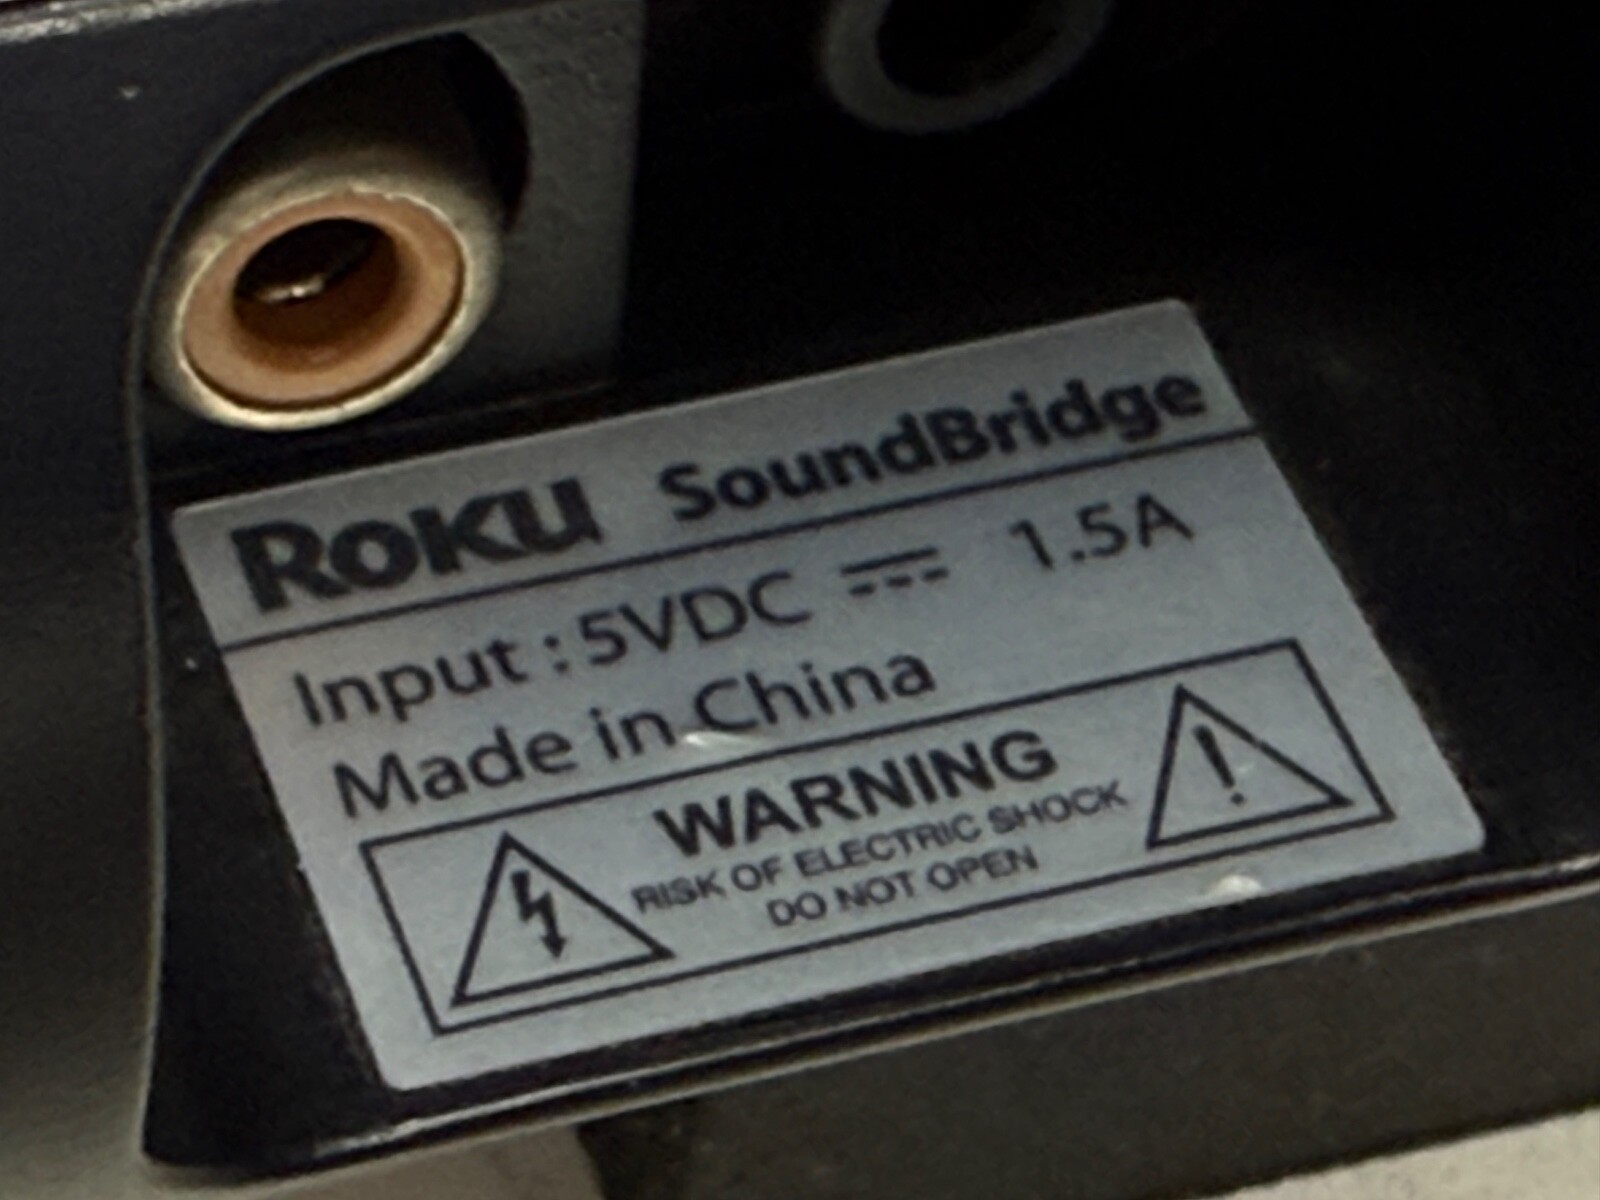 ROKU SoundBridge
Input : 5VDC ⎓ 1.5A
Made in China
WARNING
RISK OF ELECTRIC SHOCK
DO NOT OPEN